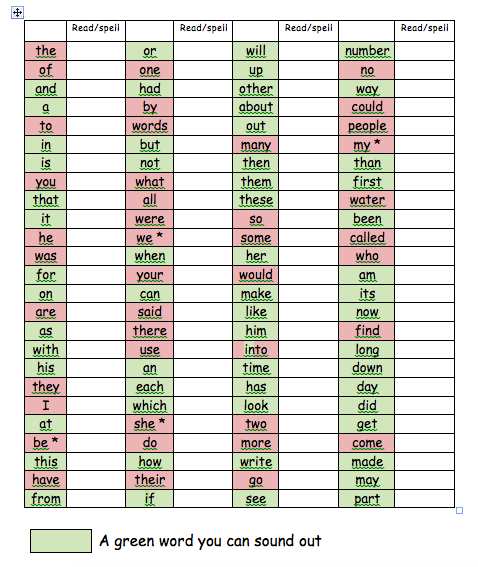 Read/spell Read/spell Read/spell Read/spell
the or will number
of one up no
and had other way
a by about could
to words out people
in but many my *
is not then than
you what them first
that all these water
it were so been
he we * some called
was when her who
for your would am
on can make its
are said like now
as there him find
with use into long
his an time down
they each has day
I which look did
at she * two get
be * do more come
this how write made
have their go may
from if see part
A green word you can sound out